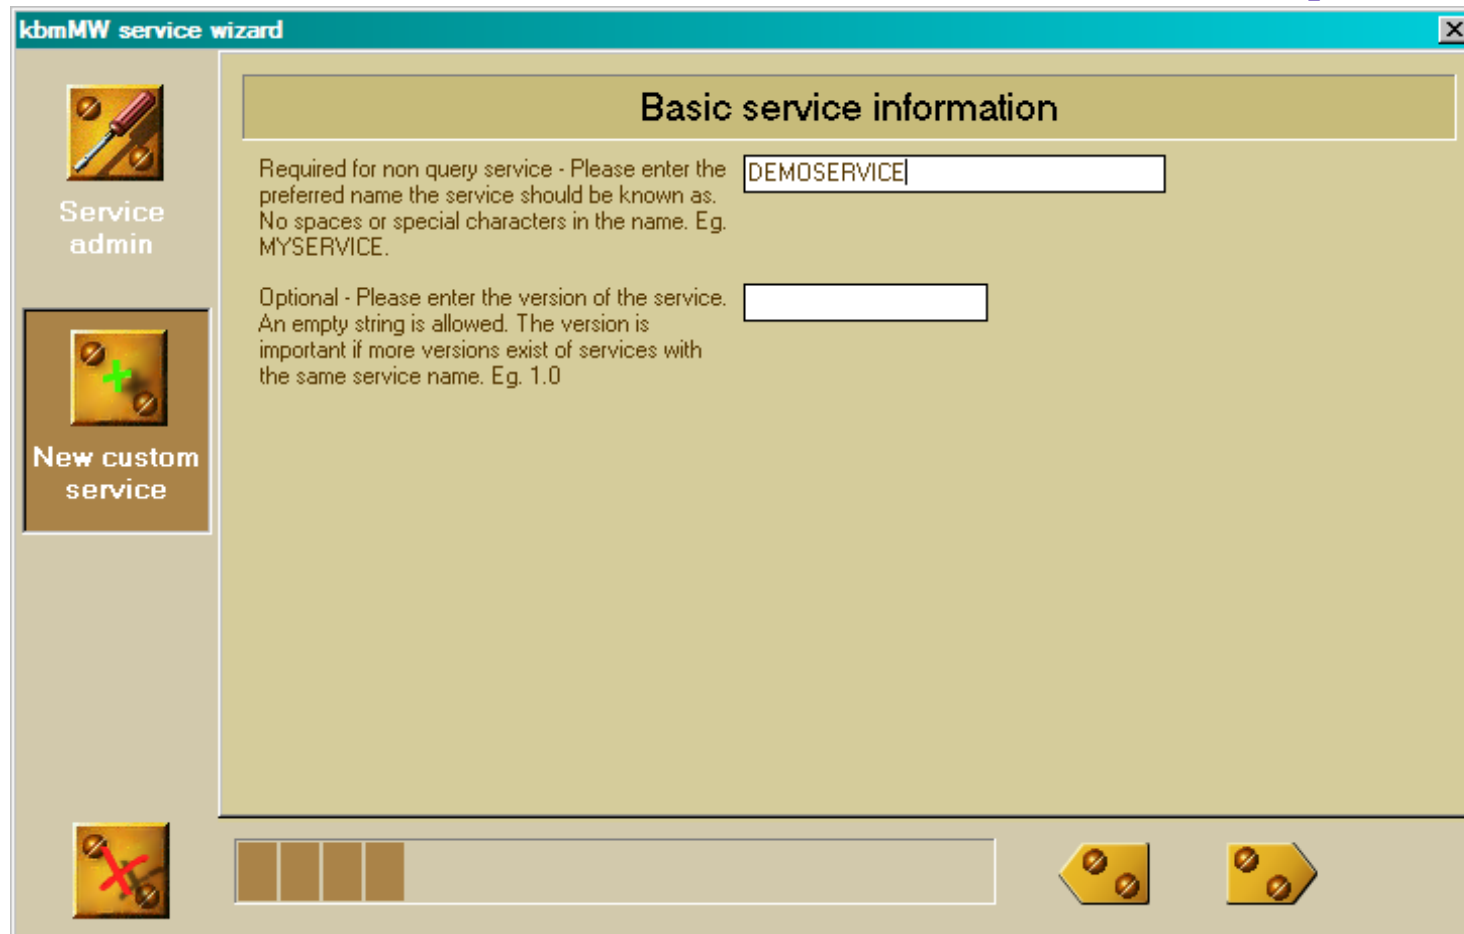 kbmMW service wizard
Service
admin
New custom
service
Basic service information
Required for non query service - Please enter the
preferred name the service should be known as.
No spaces or special characters in the name. Eg.
MYSERVICE.
DEMOSERVICE
Optional - Please enter the version of the service.
An empty string is allowed. The version is
important if more versions exist of services with
the same service name. Eg. 1.0